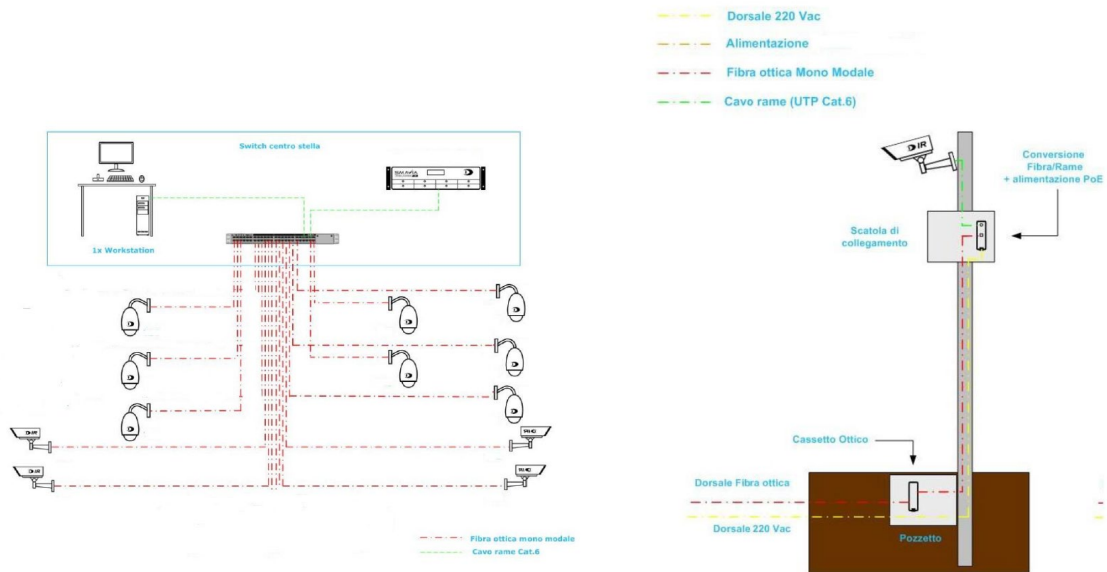 Switch centro stella
1x Workstation
Fibra ottica mono modale
Cavo rame Cat.6
Dorsale 220 Vac
Alimentazione
Fibra ottica Mono Modale
Cavo rame (UTP Cat.6)
IR
Conversione
Fibra/Rame
+ alimentazione PoE
Scatola di
collegamento
Cassetto Ottico
Dorsale Fibra ottica
Dorsale 220 Vac
Pozzetto